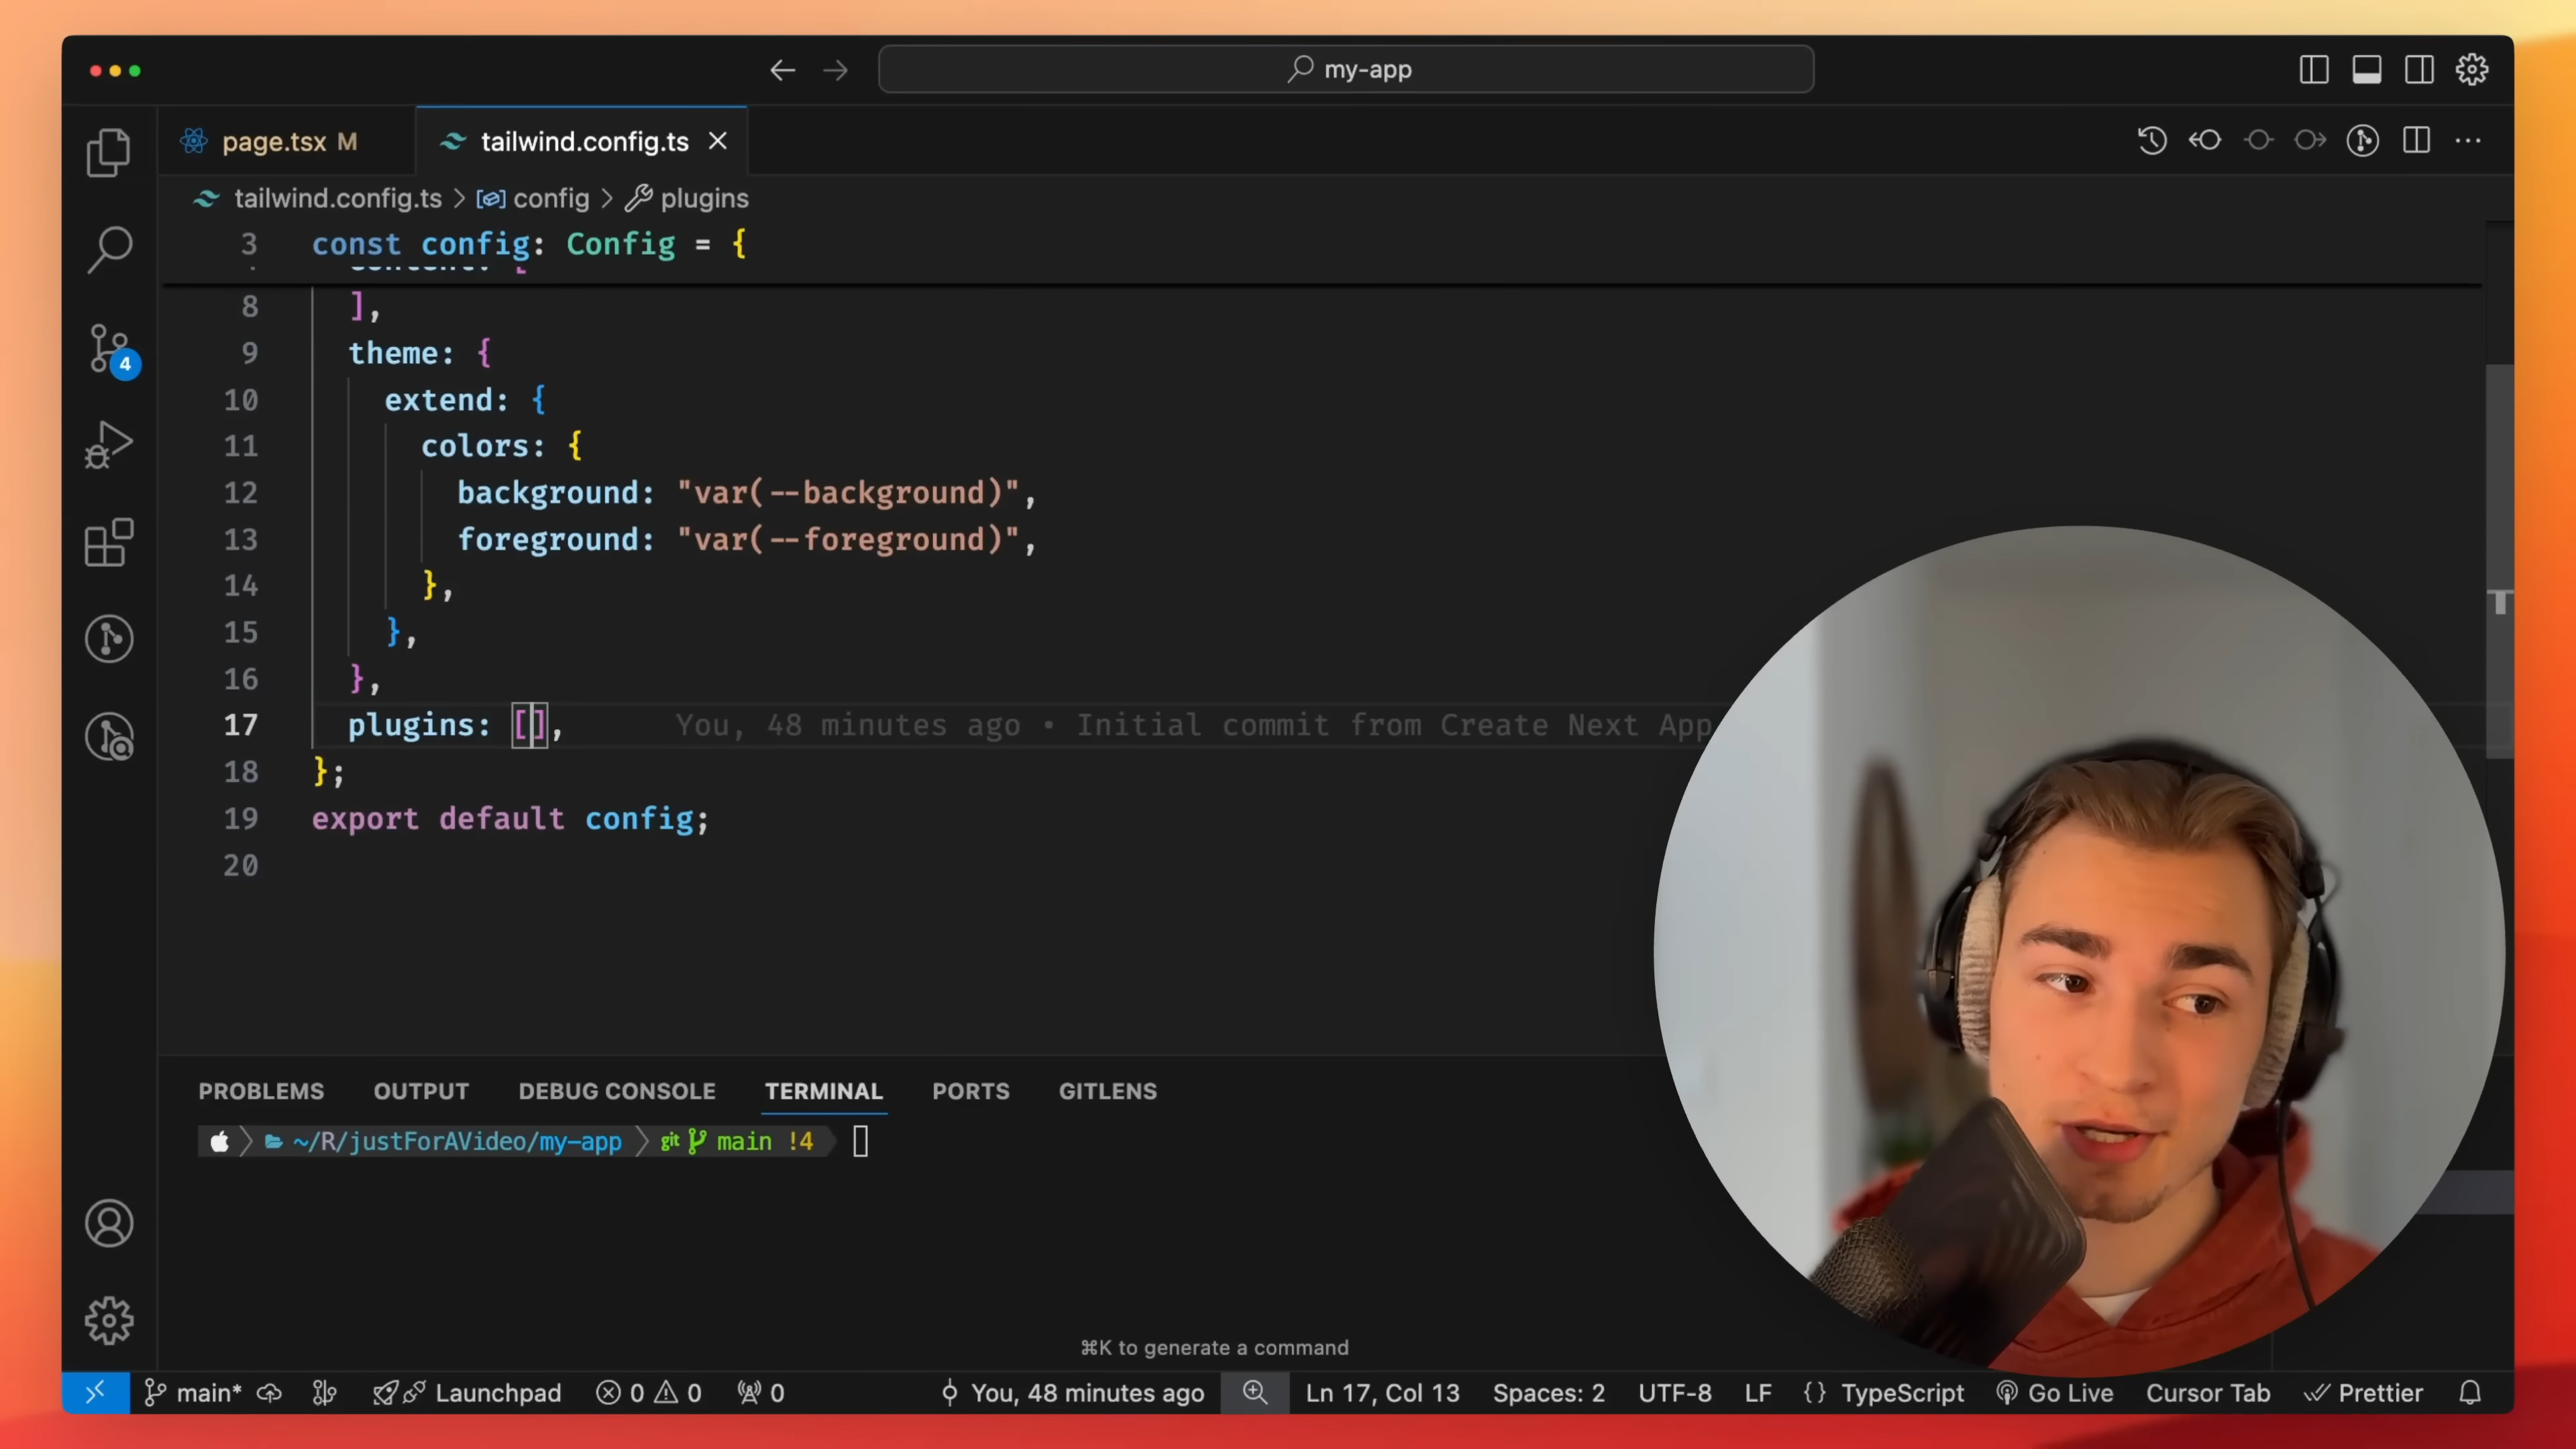 my-app
page.tsx M
tailwind.config.ts
tailwind.config.ts > config > plugins
3 const config: Config = {
8 ],
9 theme: {
10 extend: {
11 colors: {
12 background: "var(--background)",
13 foreground: "var(--foreground)",
14 },
15 },
16 },
17 plugins: [], You, 48 minutes ago • Initial commit from Create Next App
18 };
19 export default config;
20
4
PROBLEMS OUTPUT DEBUG CONSOLE TERMINAL PORTS GITLENS
~/R/justForAVideo/my-app git main !4
⌘K to generate a command
main* Launchpad 0 0 0 You, 48 minutes ago Ln 17, Col 13 Spaces: 2 UTF-8 LF {} TypeScript Go Live Cursor Tab Prettier